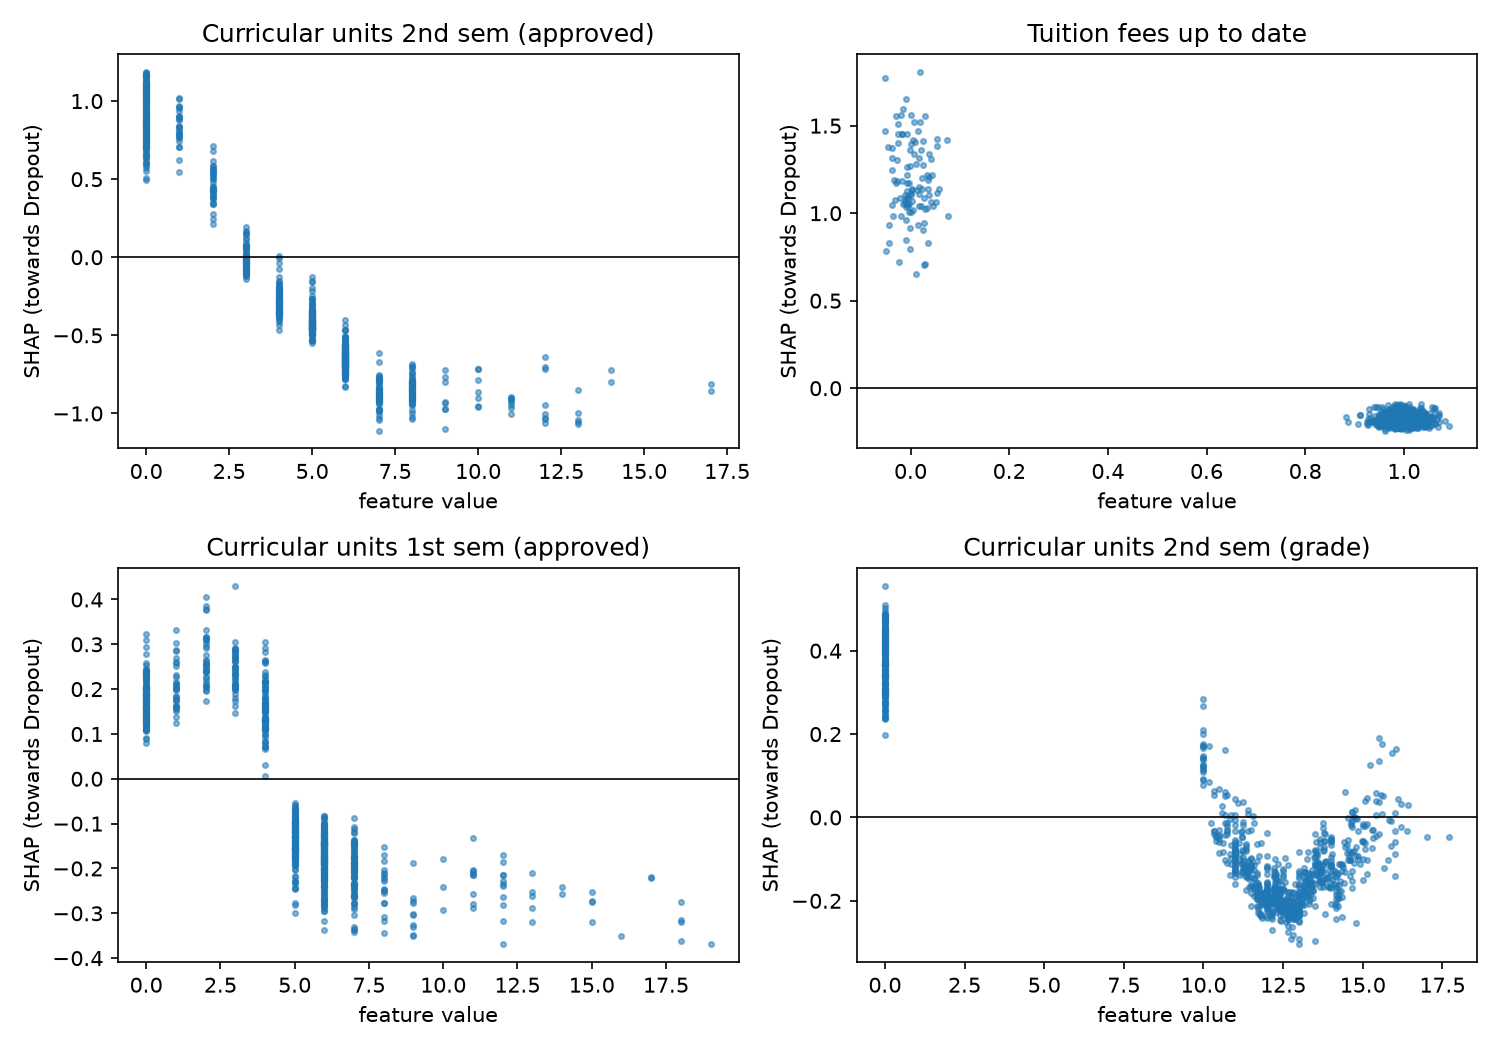 Curricular units 2nd sem (approved)
SHAP (towards Dropout)
1.0
0.5
0.0
−0.5
−1.0
0.0 2.5 5.0 7.5 10.0 12.5 15.0 17.5
feature value
Tuition fees up to date
SHAP (towards Dropout)
1.5
1.0
0.5
0.0
0.0 0.2 0.4 0.6 0.8 1.0
feature value
Curricular units 1st sem (approved)
SHAP (towards Dropout)
0.4
0.3
0.2
0.1
0.0
−0.1
−0.2
−0.3
−0.4
0.0 2.5 5.0 7.5 10.0 12.5 15.0 17.5
feature value
Curricular units 2nd sem (grade)
SHAP (towards Dropout)
0.4
0.2
0.0
−0.2
0.0 2.5 5.0 7.5 10.0 12.5 15.0 17.5
feature value